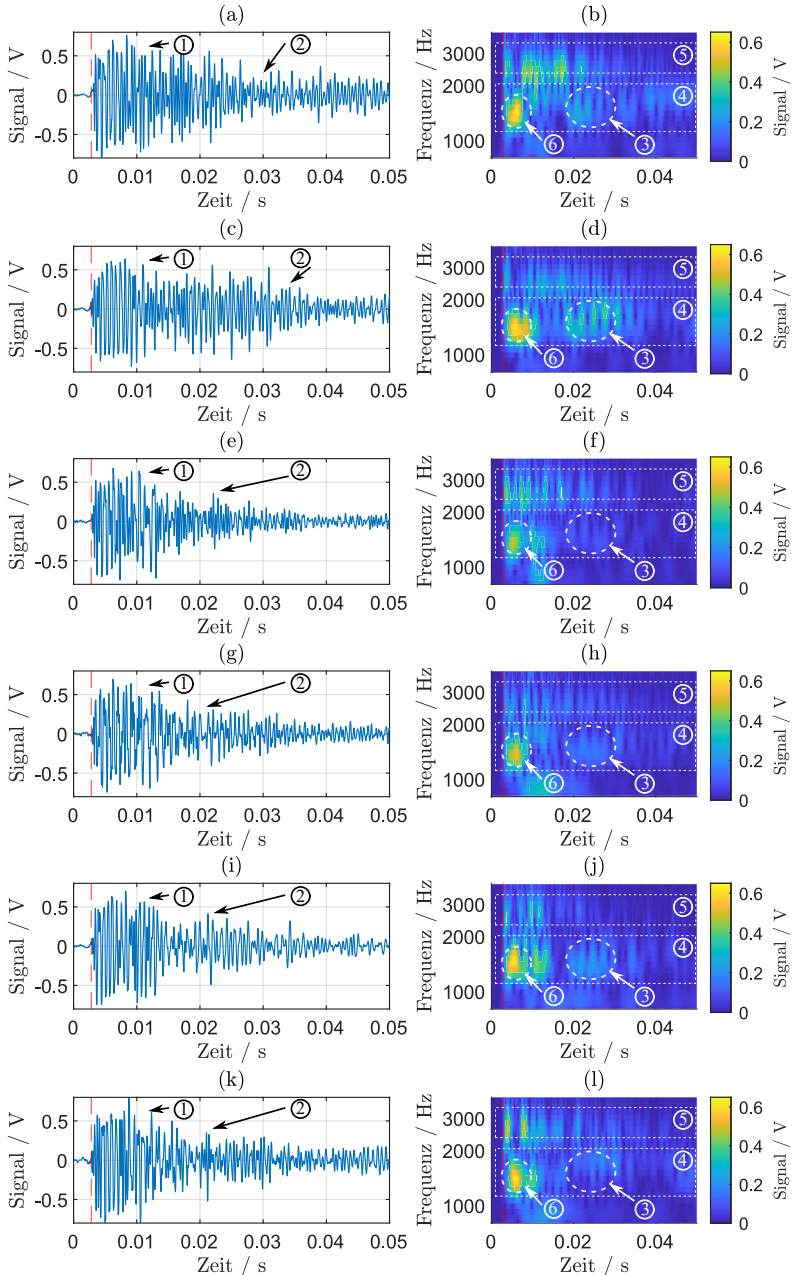 (a) (b)
Signal / V
0.5
0
-0.5
① ②
0 0.01 0.02 0.03 0.04 0.05
Zeit / s
Frequenz / Hz
3000
2000
1000
⑤
④
⑥ ③
0 0.02 0.04
Zeit / s
0.6
0.4
0.2
0
Signal / V
(c) (d)
Signal / V
0.5
0
-0.5
① ②
0 0.01 0.02 0.03 0.04 0.05
Zeit / s
Frequenz / Hz
3000
2000
1000
⑤
④
⑥ ③
0 0.02 0.04
Zeit / s
0.6
0.4
0.2
0
Signal / V
(e) (f)
Signal / V
0.5
0
-0.5
① ②
0 0.01 0.02 0.03 0.04 0.05
Zeit / s
Frequenz / Hz
3000
2000
1000
⑤
④
⑥ ③
0 0.02 0.04
Zeit / s
0.6
0.4
0.2
0
Signal / V
(g) (h)
Signal / V
0.5
0
-0.5
① ②
0 0.01 0.02 0.03 0.04 0.05
Zeit / s
Frequenz / Hz
3000
2000
1000
⑤
④
⑥ ③
0 0.02 0.04
Zeit / s
0.6
0.4
0.2
0
Signal / V
(i) (j)
Signal / V
0.5
0
-0.5
① ②
0 0.01 0.02 0.03 0.04 0.05
Zeit / s
Frequenz / Hz
3000
2000
1000
⑤
④
⑥ ③
0 0.02 0.04
Zeit / s
0.6
0.4
0.2
0
Signal / V
(k) (l)
Signal / V
0.5
0
-0.5
① ②
0 0.01 0.02 0.03 0.04 0.05
Zeit / s
Frequenz / Hz
3000
2000
1000
⑤
④
⑥ ③
0 0.02 0.04
Zeit / s
0.6
0.4
0.2
0
Signal / V